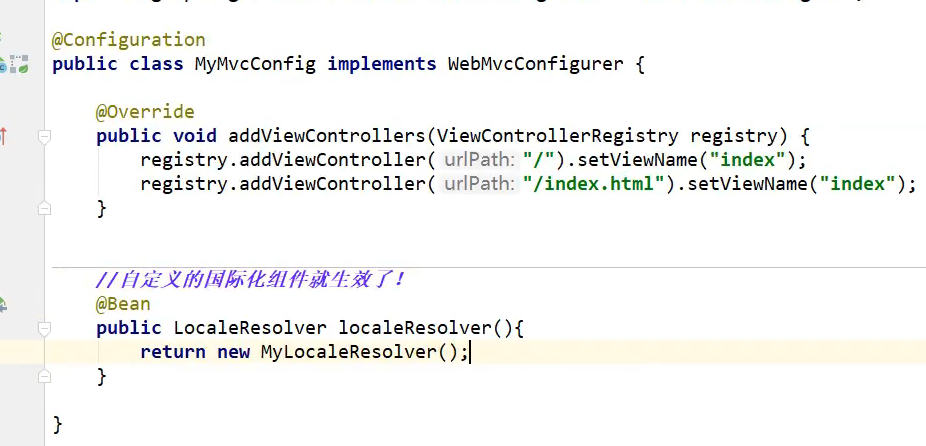 @Configuration
public class MyMvcConfig implements WebMvcConfigurer {
@Override
public void addViewControllers(ViewControllerRegistry registry) {
registry.addViewController( urlPath: "/").setViewName("index");
registry.addViewController( urlPath: "/index.html").setViewName("index");
}
//自定义的国际化组件就生效了！
@Bean
public LocaleResolver localeResolver(){
return new MyLocaleResolver();
}
}